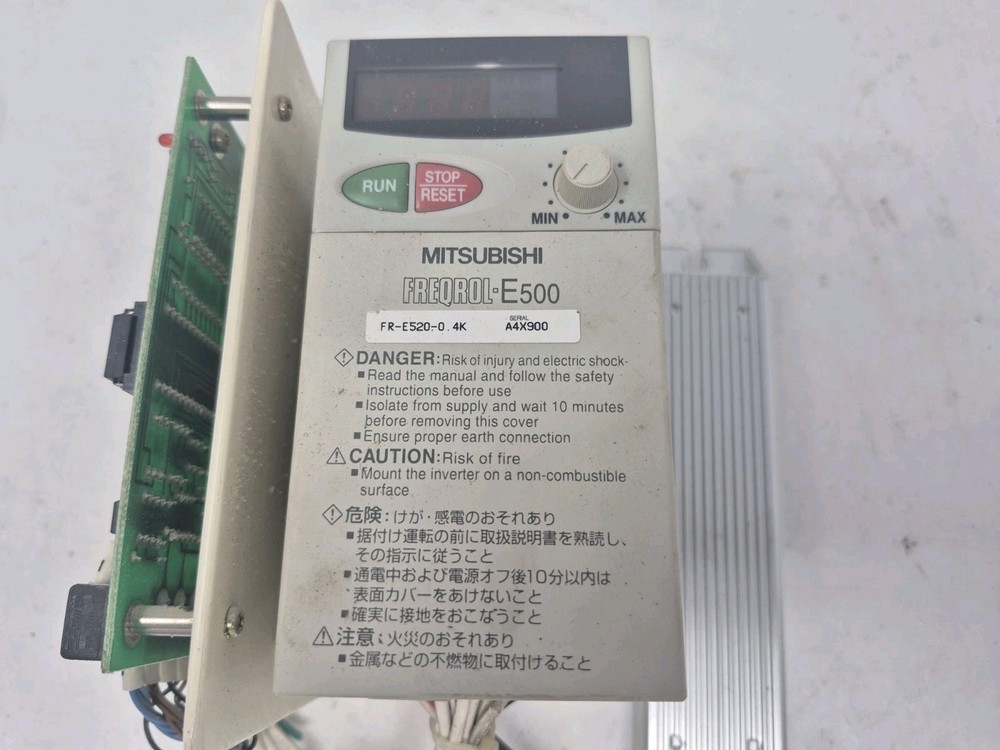 RUN
STOP
RESET
MIN
MAX
MITSUBISHI
FREQROL-E500
SERIAL
FR-E520-0.4K A4X900
DANGER: Risk of injury and electric shock
■ Read the manual and follow the safety
instructions before use
■ Isolate from supply and wait 10 minutes
before removing this cover
■ Ensure proper earth connection
CAUTION: Risk of fire
■ Mount the inverter on a non-combustible
surface
危険：けが・感電のおそれあり
■据付け運転の前に取扱説明書を熟読し、
その指示に従うこと
■通電中および電源オフ後10分以内は
表面カバーをあけないこと
■確実に接地をおこなうこと
注意：火災のおそれあり
■金属などの不燃物に取付けること